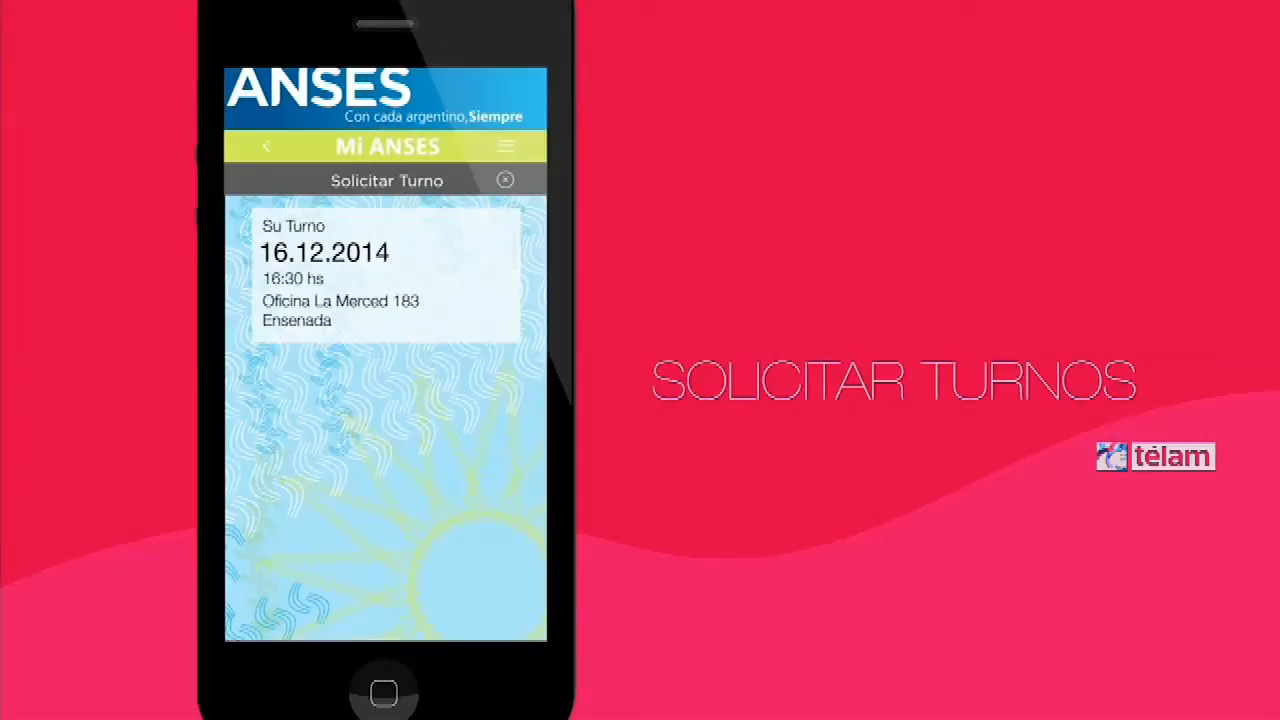 ANSES
Con cada argentino,Siempre
Mi ANSES
Solicitar Turno
Su Turno
16.12.2014
16:30 hs
Oficina La Merced 183
Ensenada
SOLICITAR TURNOS
télam